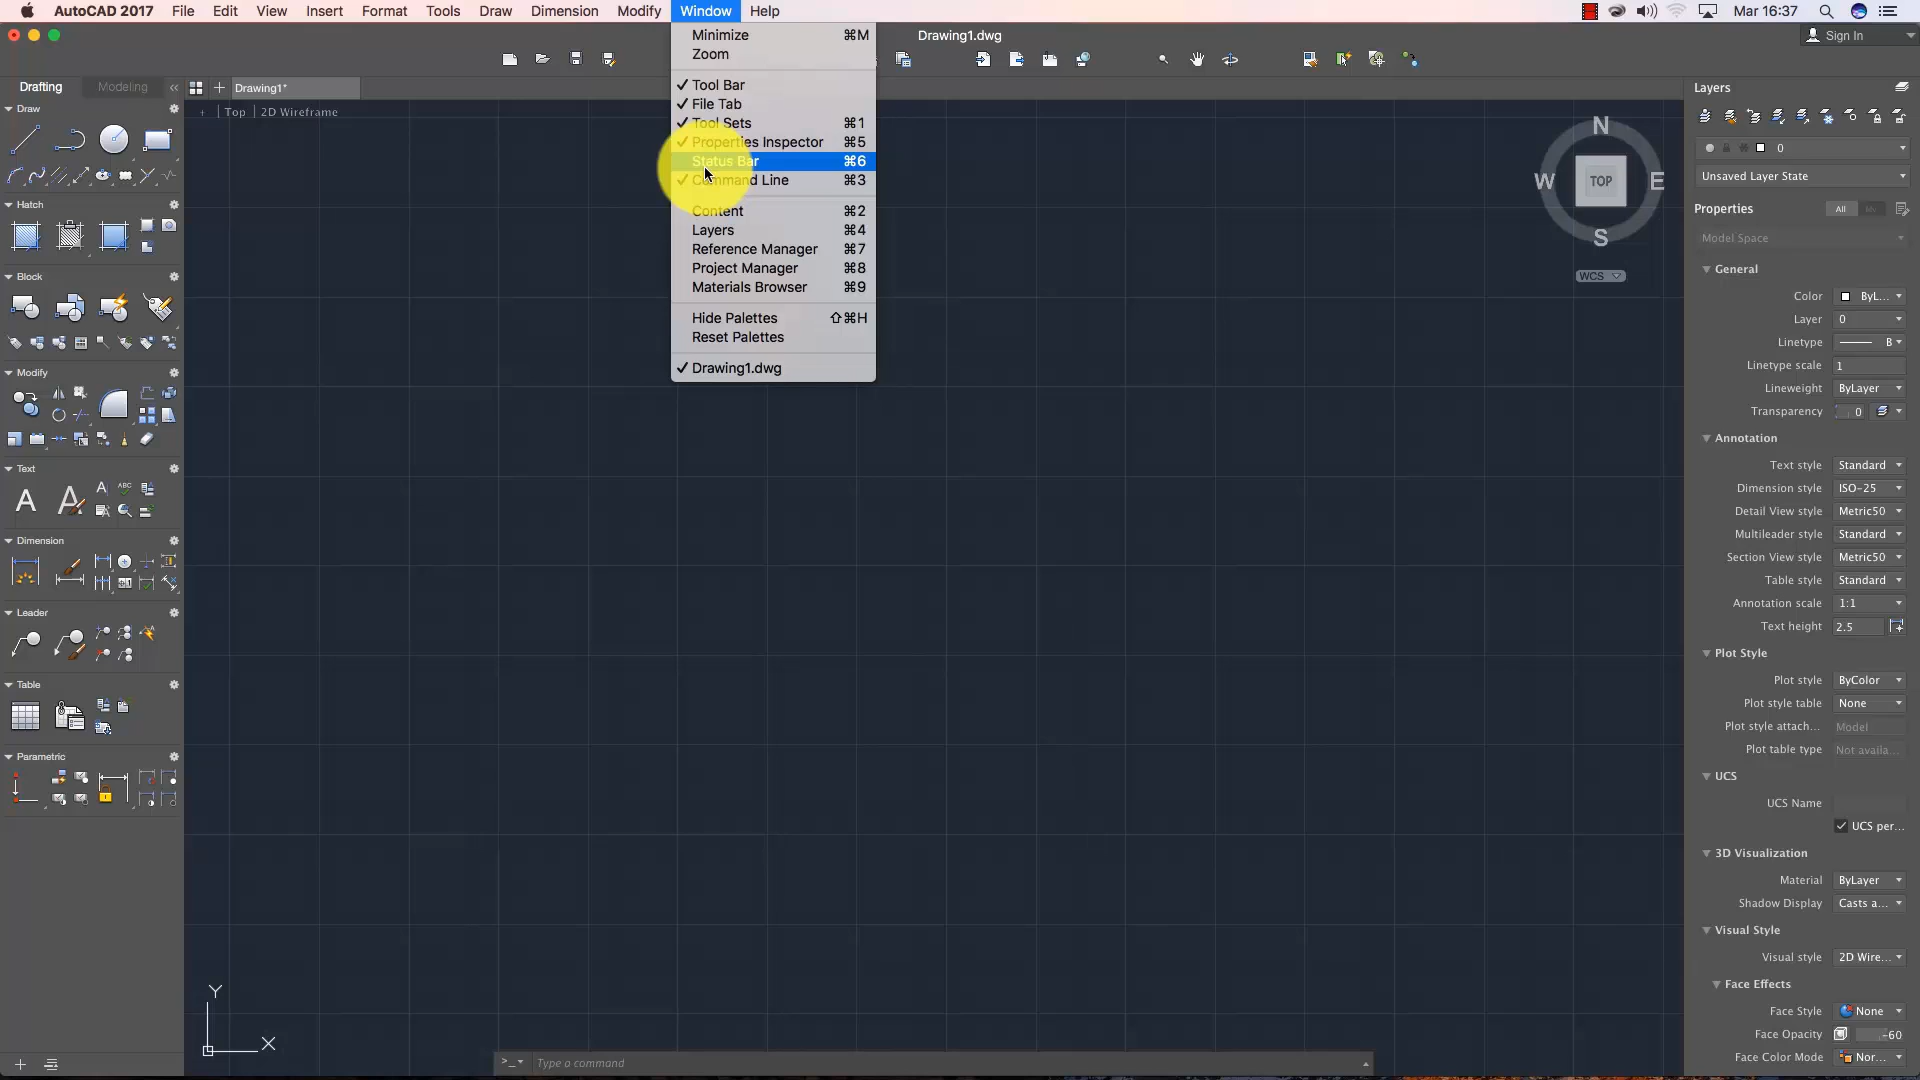 AutoCAD 2017 File Edit View Insert Format Tools Draw Dimension Modify Window Help Mar 16:37
Drawing1.dwg
Sign In
Minimize ⌘M
Zoom
✓ Tool Bar
✓ File Tab
✓ Tool Sets ⌘1
✓ Properties Inspector ⌘5
Status Bar ⌘6
✓ Command Line ⌘3
Content ⌘2
Layers ⌘4
Reference Manager ⌘7
Project Manager ⌘8
Materials Browser ⌘9
Hide Palettes ⇧⌘H
Reset Palettes
✓ Drawing1.dwg
Drafting Modeling
Drawing1*
+ | Top | 2D Wireframe
Draw
Hatch
Block
Modify
Text
A A A ABC
Dimension
Leader
Table
Parametric
N
W TOP E
S
WCS
Y
X
>_ Type a command
Layers
0
Unsaved Layer State
Properties All My
Model Space
General
Color ByL...
Layer 0
Linetype B
Linetype scale 1
Lineweight ByLayer
Transparency 0
Annotation
Text style Standard
Dimension style ISO-25
Detail View style Metric50
Multileader style Standard
Section View style Metric50
Table style Standard
Annotation scale 1:1
Text height 2.5
Plot Style
Plot style ByColor
Plot style table None
Plot style attach... Model
Plot table type Not availa...
UCS
UCS Name
UCS per...
3D Visualization
Material ByLayer
Shadow Display Casts a...
Visual Style
Visual style 2D Wire...
Face Effects
Face Style None
Face Opacity -60
Face Color Mode Nor...